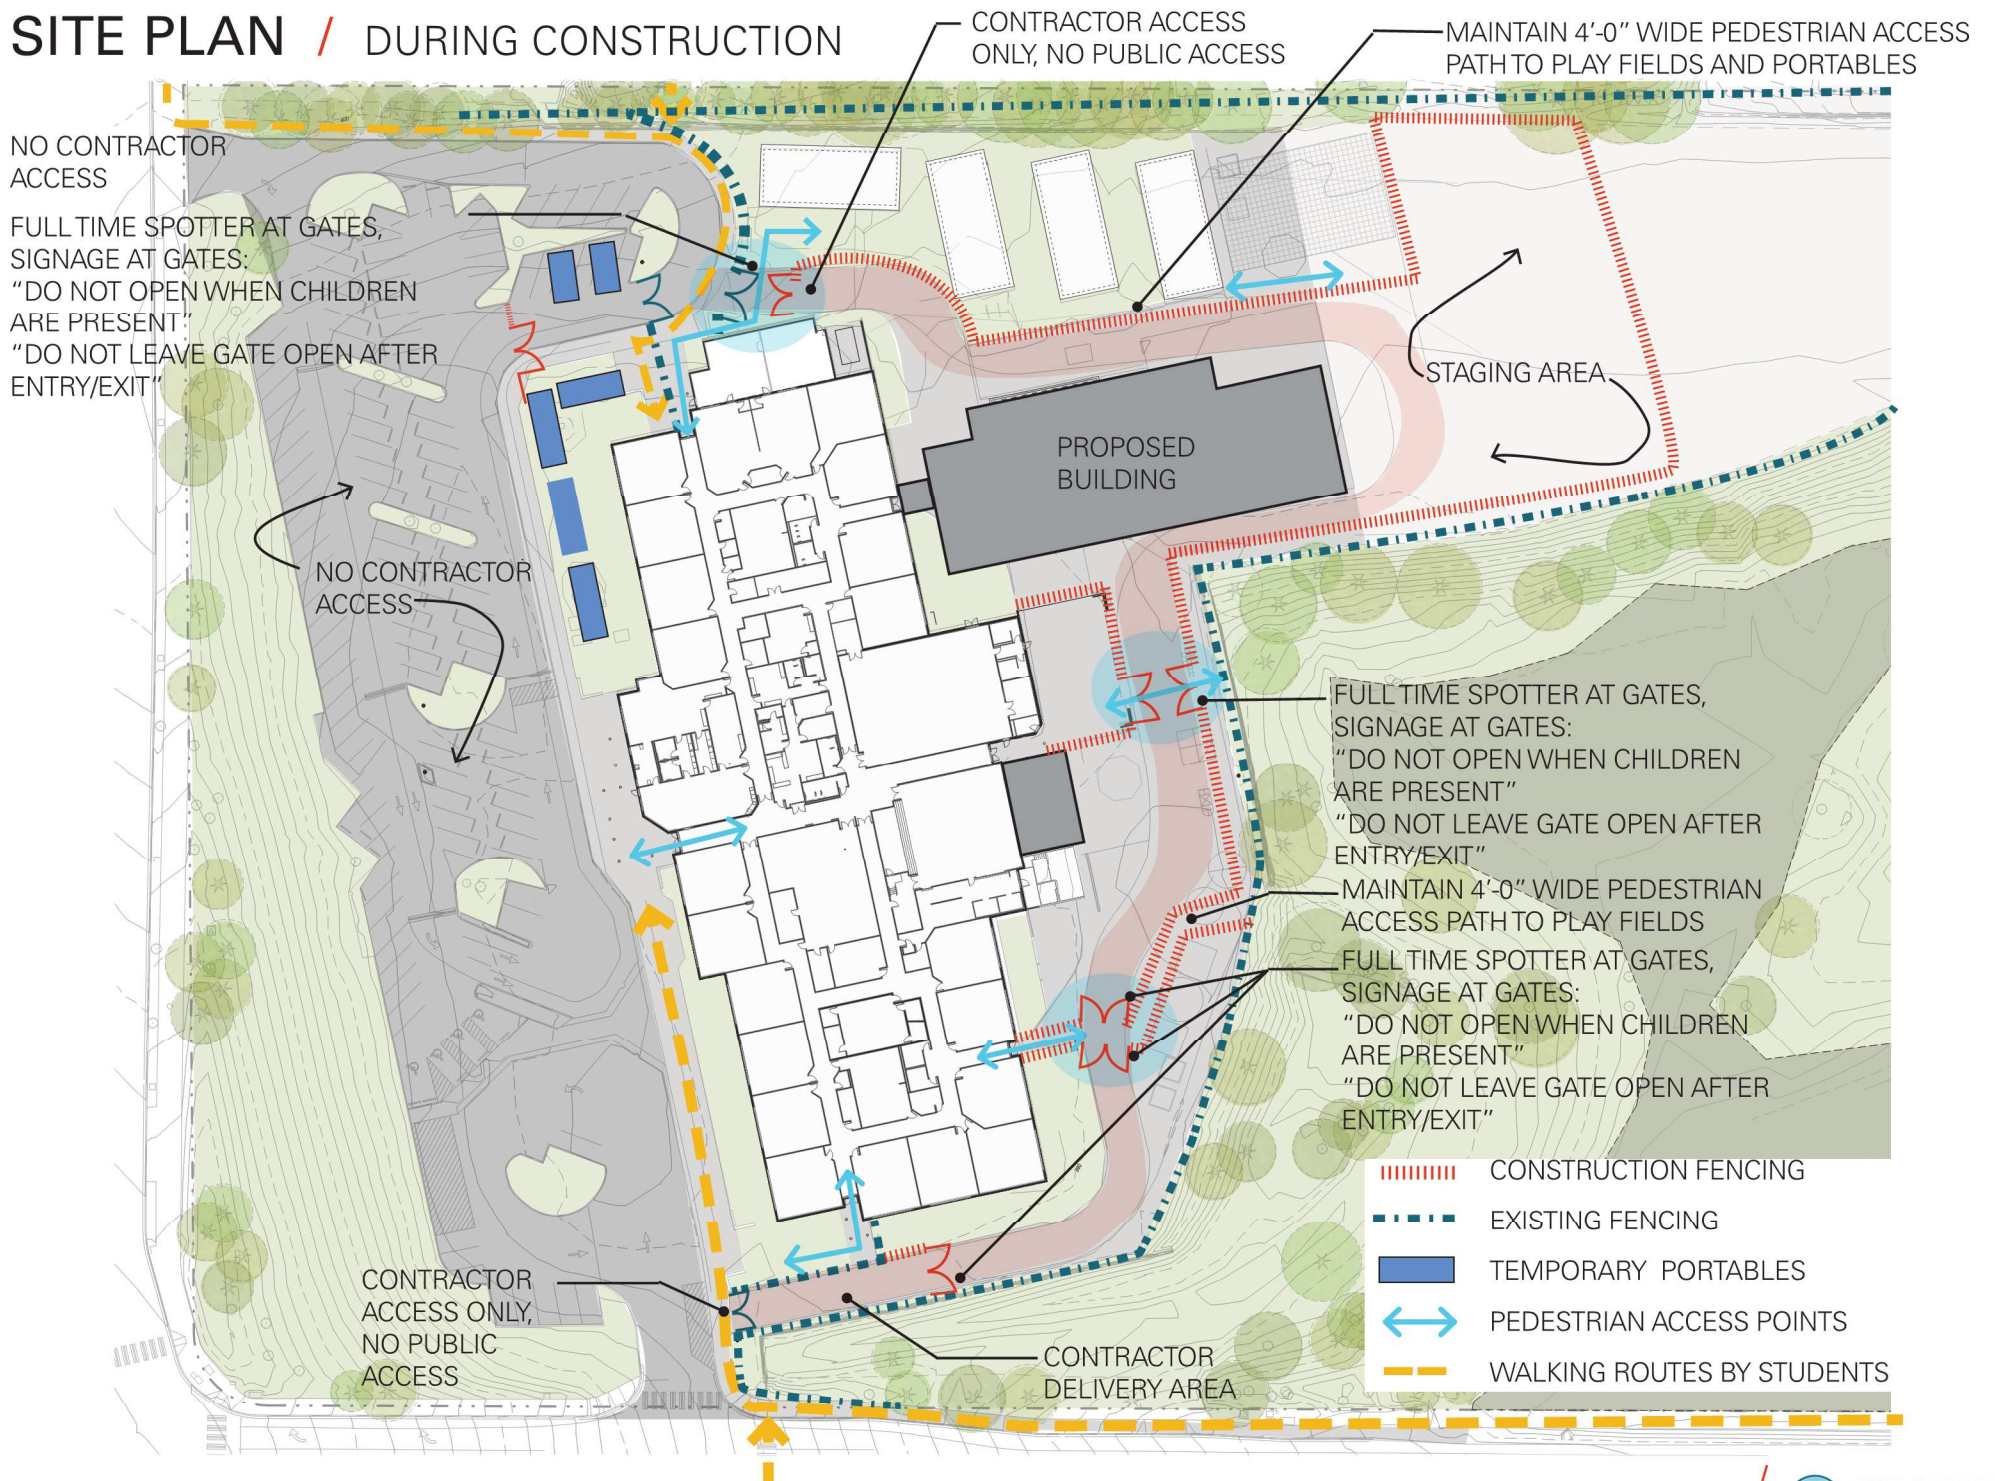 SITE PLAN / DURING CONSTRUCTION
CONTRACTOR ACCESS
ONLY, NO PUBLIC ACCESS
MAINTAIN 4'-0" WIDE PEDESTRIAN ACCESS
PATH TO PLAY FIELDS AND PORTABLES
NO CONTRACTOR
ACCESS
FULL TIME SPOTTER AT GATES,
SIGNAGE AT GATES:
"DO NOT OPEN WHEN CHILDREN
ARE PRESENT"
"DO NOT LEAVE GATE OPEN AFTER
ENTRY/EXIT"
STAGING AREA
PROPOSED
BUILDING
NO CONTRACTOR
ACCESS
FULL TIME SPOTTER AT GATES,
SIGNAGE AT GATES:
"DO NOT OPEN WHEN CHILDREN
ARE PRESENT"
"DO NOT LEAVE GATE OPEN AFTER
ENTRY/EXIT"
MAINTAIN 4'-0" WIDE PEDESTRIAN
ACCESS PATH TO PLAY FIELDS
FULL TIME SPOTTER AT GATES,
SIGNAGE AT GATES:
"DO NOT OPEN WHEN CHILDREN
ARE PRESENT"
"DO NOT LEAVE GATE OPEN AFTER
ENTRY/EXIT"
CONTRACTOR
ACCESS ONLY,
NO PUBLIC
ACCESS
CONTRACTOR
DELIVERY AREA
CONSTRUCTION FENCING
EXISTING FENCING
TEMPORARY PORTABLES
PEDESTRIAN ACCESS POINTS
WALKING ROUTES BY STUDENTS